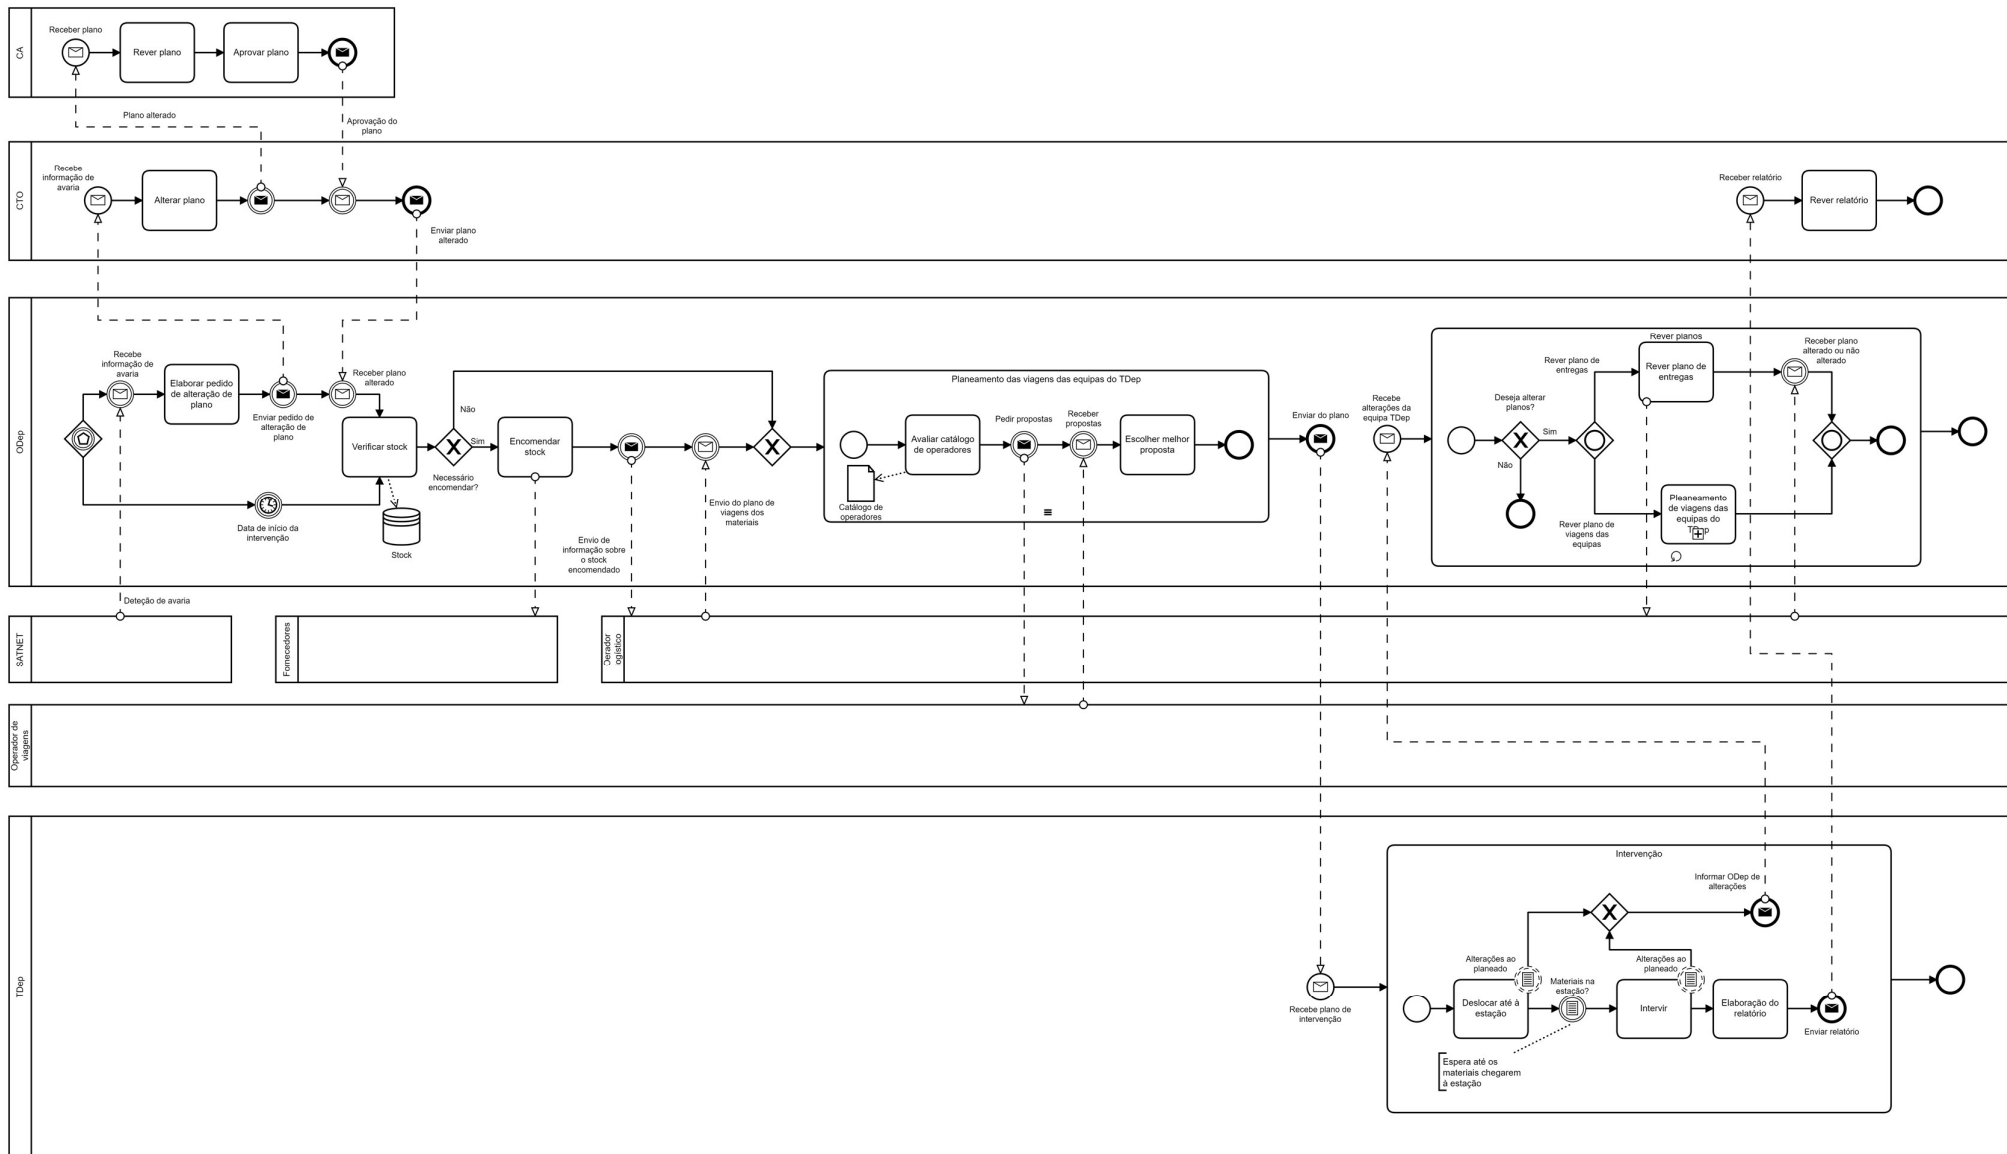 CA
Receber plano
Rever plano
Aprovar plano
Plano alterado
Aprovação do
plano
CTO
Recebe
informação de
avaria
Alterar plano
Enviar plano
alterado
Receber relatório
Rever relatório
ODep
Recebe
informação de
avaria
Elaborar pedido
de alteração de
plano
Enviar pedido de
alteração de
plano
Receber plano
alterado
Verificar stock
Data de início da
intervenção
Stock
Não
Sim
Necessário
encomendar?
Encomendar
stock
Envio de
informação sobre
o stock
encomendado
Envio do plano de
viagens dos
materiais
Planeamento das viagens das equipas do TDep
Avaliar catálogo
de operadores
Catálogo de
operadores
Pedir propostas
Receber
propostas
Escolher melhor
proposta
Enviar do plano
Recebe
alterações da
equipa TDep
Rever planos
Deseja alterar
planos?
Sim
Não
Rever plano de
entregas
Rever plano de
entregas
Rever plano de
viagens das
equipas
Pleaneamento
de viagens das
equipas do
Receber plano
alterado ou não
alterado
Deteção de avaria
SATNET
Fornecedores
Operador de
viagens
TDep
Recebe plano de
intervenção
Intervenção
Informar ODep de
alterações
Alterações ao
planeado
Deslocar até à
estação
Materiais na
estação?
Alterações ao
planeado
Intervir
Elaboração do
relatório
Enviar relatório
Espera até os
materiais chegarem
à estação